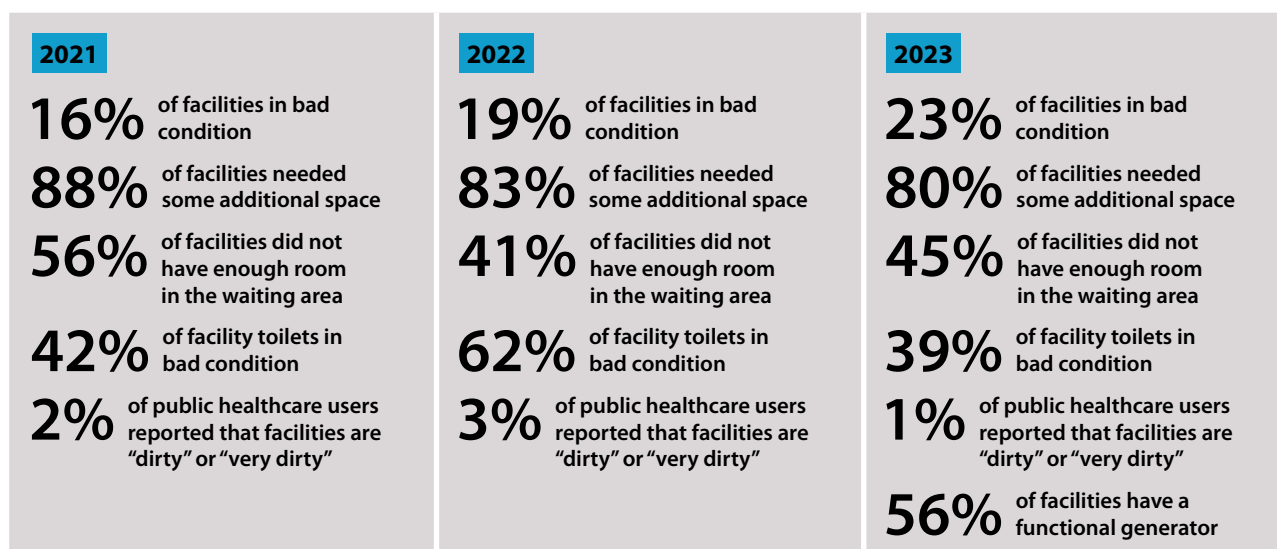 2021
16% of facilities in bad
condition
88% of facilities needed
some additional space
56% of facilities did not
have enough room
in the waiting area
42% of facility toilets in
bad condition
2% of public healthcare users
reported that facilities are
“dirty” or “very dirty”
2022
19% of facilities in bad
condition
83% of facilities needed
some additional space
41% of facilities did not
have enough room
in the waiting area
62% of facility toilets in
bad condition
3% of public healthcare users
reported that facilities are
“dirty” or “very dirty”
2023
23% of facilities in bad
condition
80% of facilities needed
some additional space
45% of facilities did not
have enough room
in the waiting area
39% of facility toilets in
bad condition
1% of public healthcare users
reported that facilities are
“dirty” or “very dirty”
56% of facilities have a
functional generator